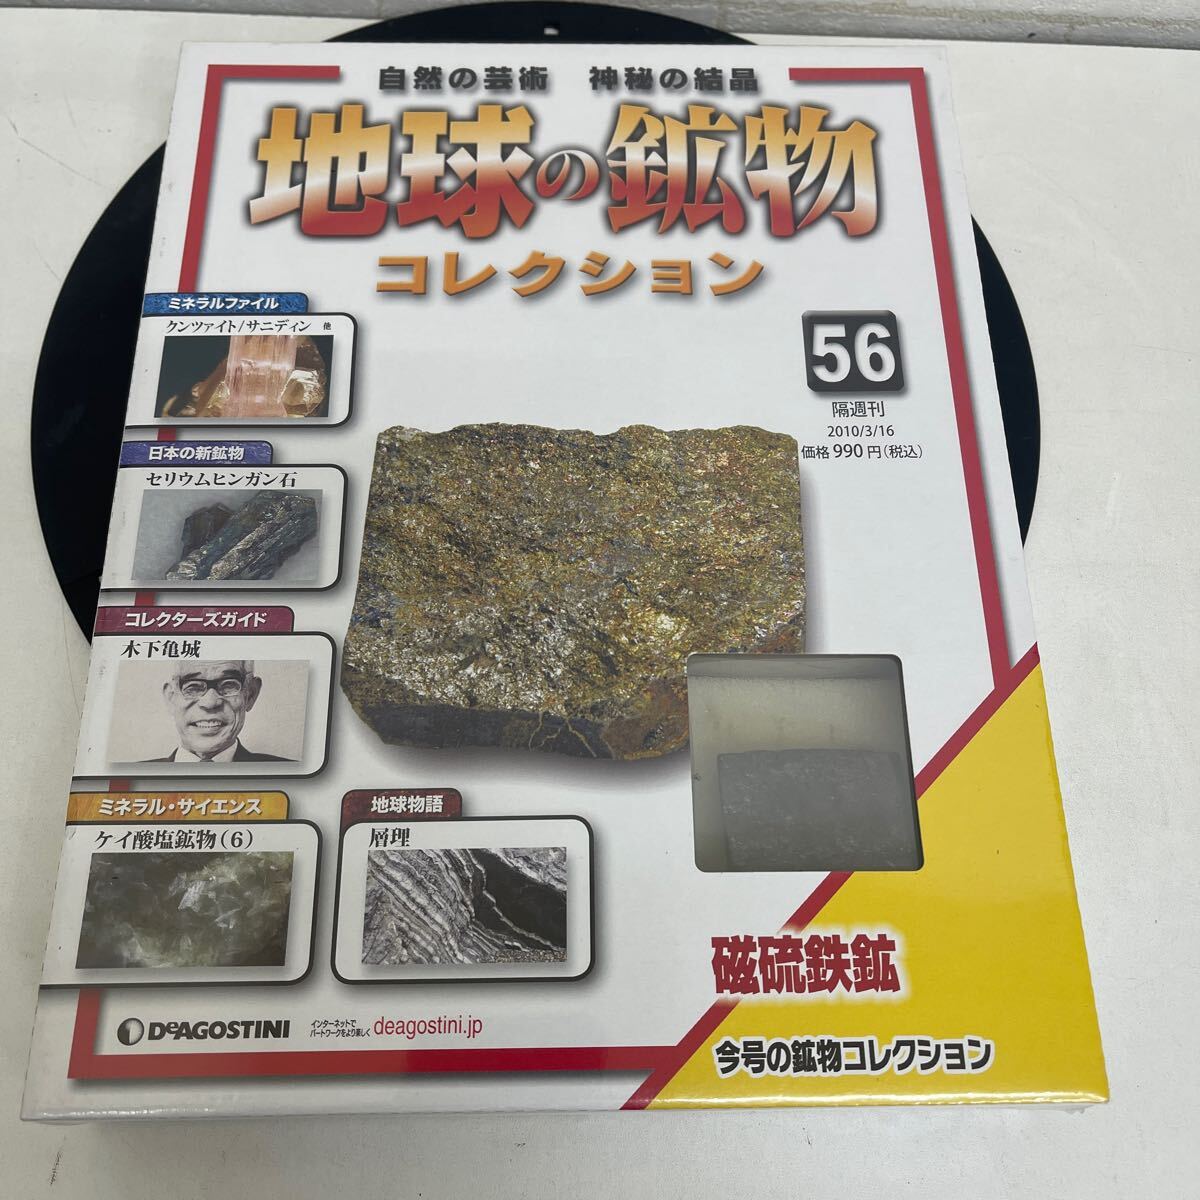 自然の芸術 神秘の結晶
地球の鉱物
コレクション
56
隔週刊
2010/3/16
価格 990 円(税込)
ミネラルファイル
クンツァイト/サニディン 他
日本の新鉱物
セリウムヒンガン石
コレクターズガイド
木下亀城
ミネラル・サイエンス
ケイ酸塩鉱物(6)
地球物語
層理
磁硫鉄鉱
今号の鉱物コレクション
DeAGOSTINI
インターネットで
パートワークをより楽しく
deagostini.jp